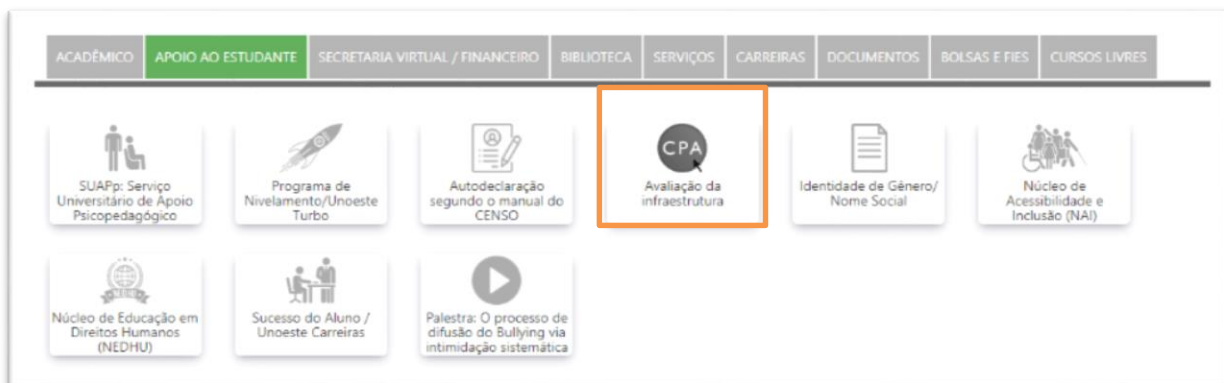 ACADÊMICO APOIO AO ESTUDANTE SECRETARIA VIRTUAL / FINANCEIRO BIBLIOTECA SERVIÇOS CARREIRAS DOCUMENTOS BOLSAS E FIES CURSOS LIVRES
SUAPp: Serviço
Universitário de Apoio
Psicopedagógico
Programa de
Nivelamento/Unoeste
Turbo
Autodeclaração
segundo o manual do
CENSO
CPA
Avaliação da
infraestrutura
Identidade de Gênero/
Nome Social
Núcleo de
Acessibilidade e
Inclusão (NAI)
Núcleo de Educação em
Direitos Humanos
(NEDHU)
Sucesso do Aluno /
Unoeste Carreiras
Palestra: O processo de
difusão do Bullying via
intimidação sistemática